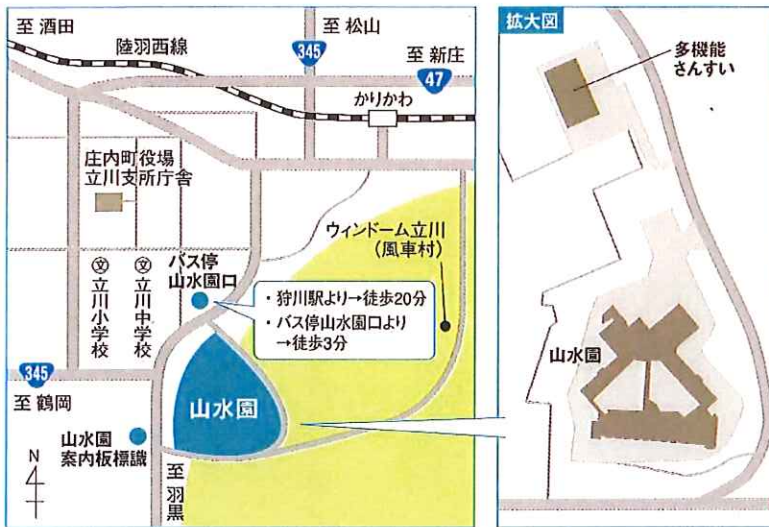 至 酒田
陸羽西線
345
至 松山
至 新庄
47
かりかわ
庄内町役場
立川支所庁舎
ウィンドーム立川
(風車村)
バス停
山水園口
文
立川小学校
文
立川中学校
・狩川駅より→徒歩20分
・バス停山水園口より
→徒歩3分
345
至 鶴岡
山水園
山水園
案内板標識
至 羽黒
N
拡大図
多機能
さんすい
山水園